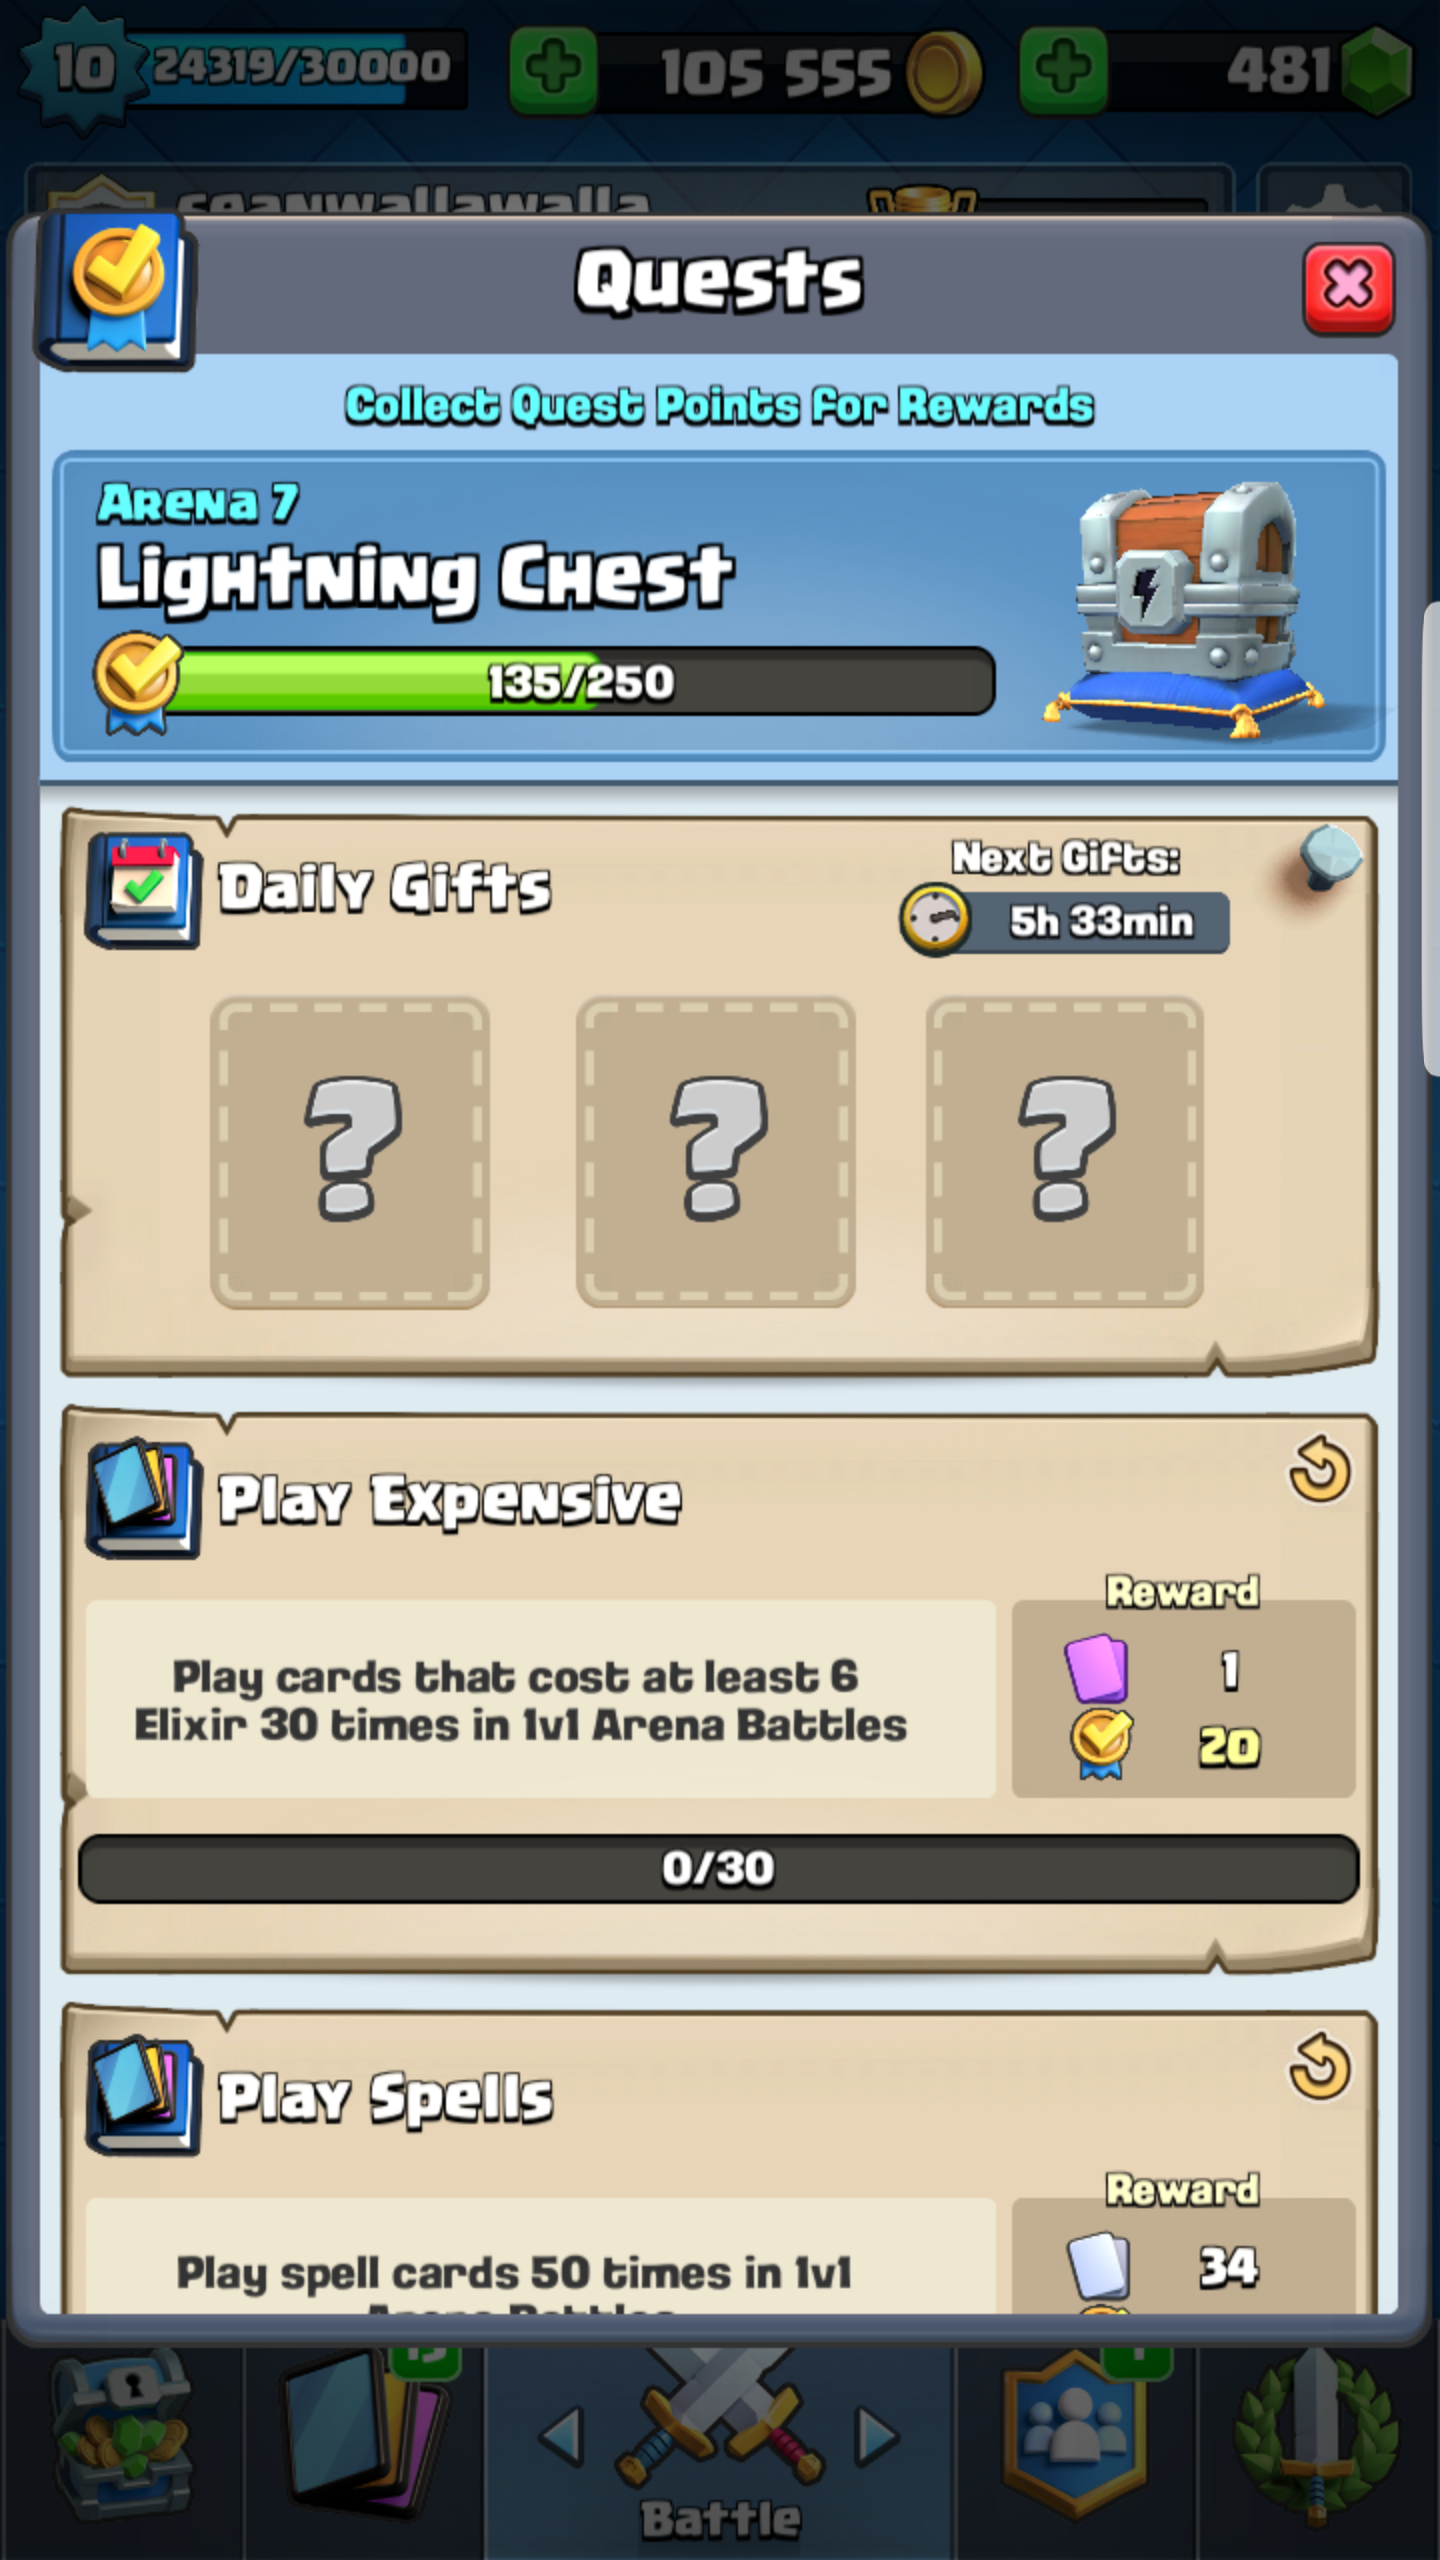 10 24319/30000 105 555 481
seanwallawalla
Quests
Collect Quest Points for Rewards
Arena 7
Lightning Chest
135/250
Daily Gifts
Next Gifts:
5h 33min
? ? ?
Play Expensive
Reward
Play cards that cost at least 6
Elixir 30 times in 1v1 Arena Battles
1
20
0/30
Play Spells
Reward
Play spell cards 50 times in 1v1
Arena Battles
34
Battle